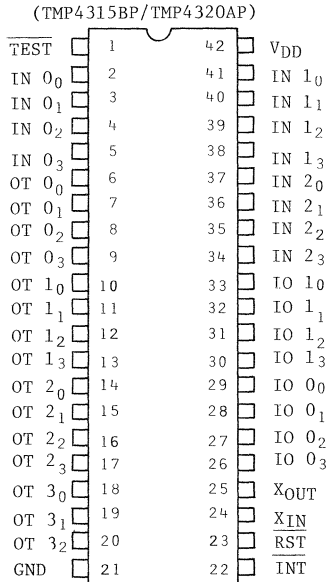 (TMP4315BP/TMP4320AP)
TEST 1 42 VDD
IN 00 2 41 IN 10
IN 01 3 40 IN 11
IN 02 4 39 IN 12
IN 03 5 38 IN 13
OT 00 6 37 IN 20
OT 01 7 36 IN 21
OT 02 8 35 IN 22
OT 03 9 34 IN 23
OT 10 10 33 IO 10
OT 11 11 32 IO 11
OT 12 12 31 IO 12
OT 13 13 30 IO 13
OT 20 14 29 IO 00
OT 21 15 28 IO 01
OT 22 16 27 IO 02
OT 23 17 26 IO 03
OT 30 18 25 XOUT
OT 31 19 24 XIN
OT 32 20 23 RST
GND 21 22 INT